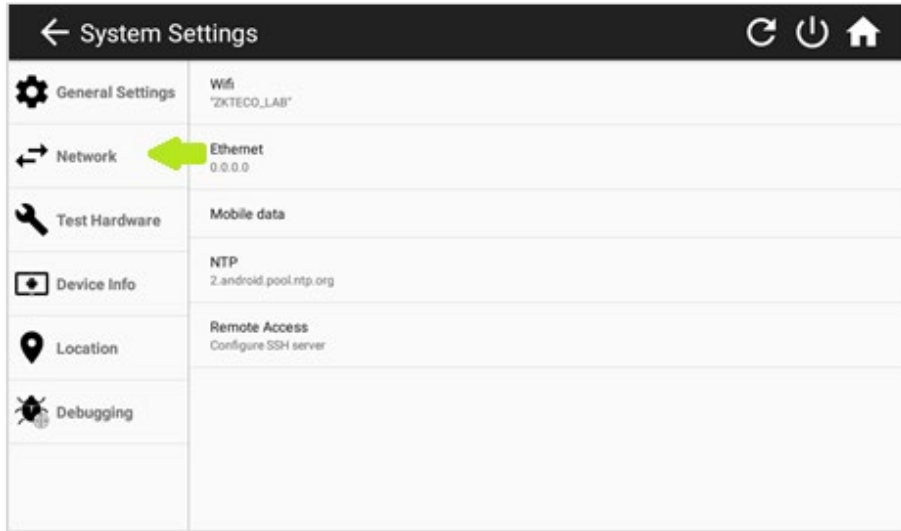 System Settings
General Settings
Network
Test Hardware
Device Info
Location
Debugging
Wifi
"ZKTECO_LAB"
Ethernet
0.0.0.0
Mobile data
NTP
2.android.pool.ntp.org
Remote Access
Configure SSH server